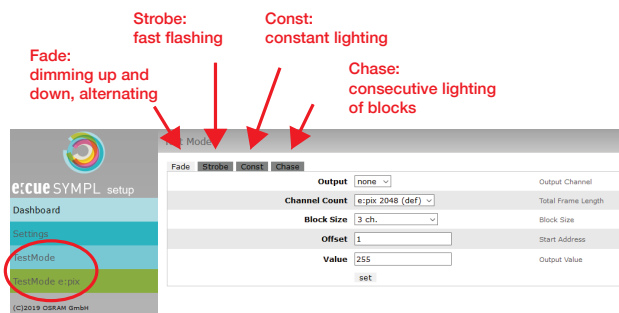 Strobe:
fast flashing
Const:
constant lighting
Fade:
dimming up and
down, alternating
Chase:
consecutive lighting
of blocks
Test Mode
Fade Strobe Const Chase
Output none Output Channel
Channel Count e:pix 2048 (def) Total Frame Length
Block Size 3 ch. Block Size
Offset 1 Start Address
Value 255 Output Value
set
e:cue SYMPL setup
Dashboard
Settings
TestMode
TestMode e:pix
(C)2019 OSRAM GmbH